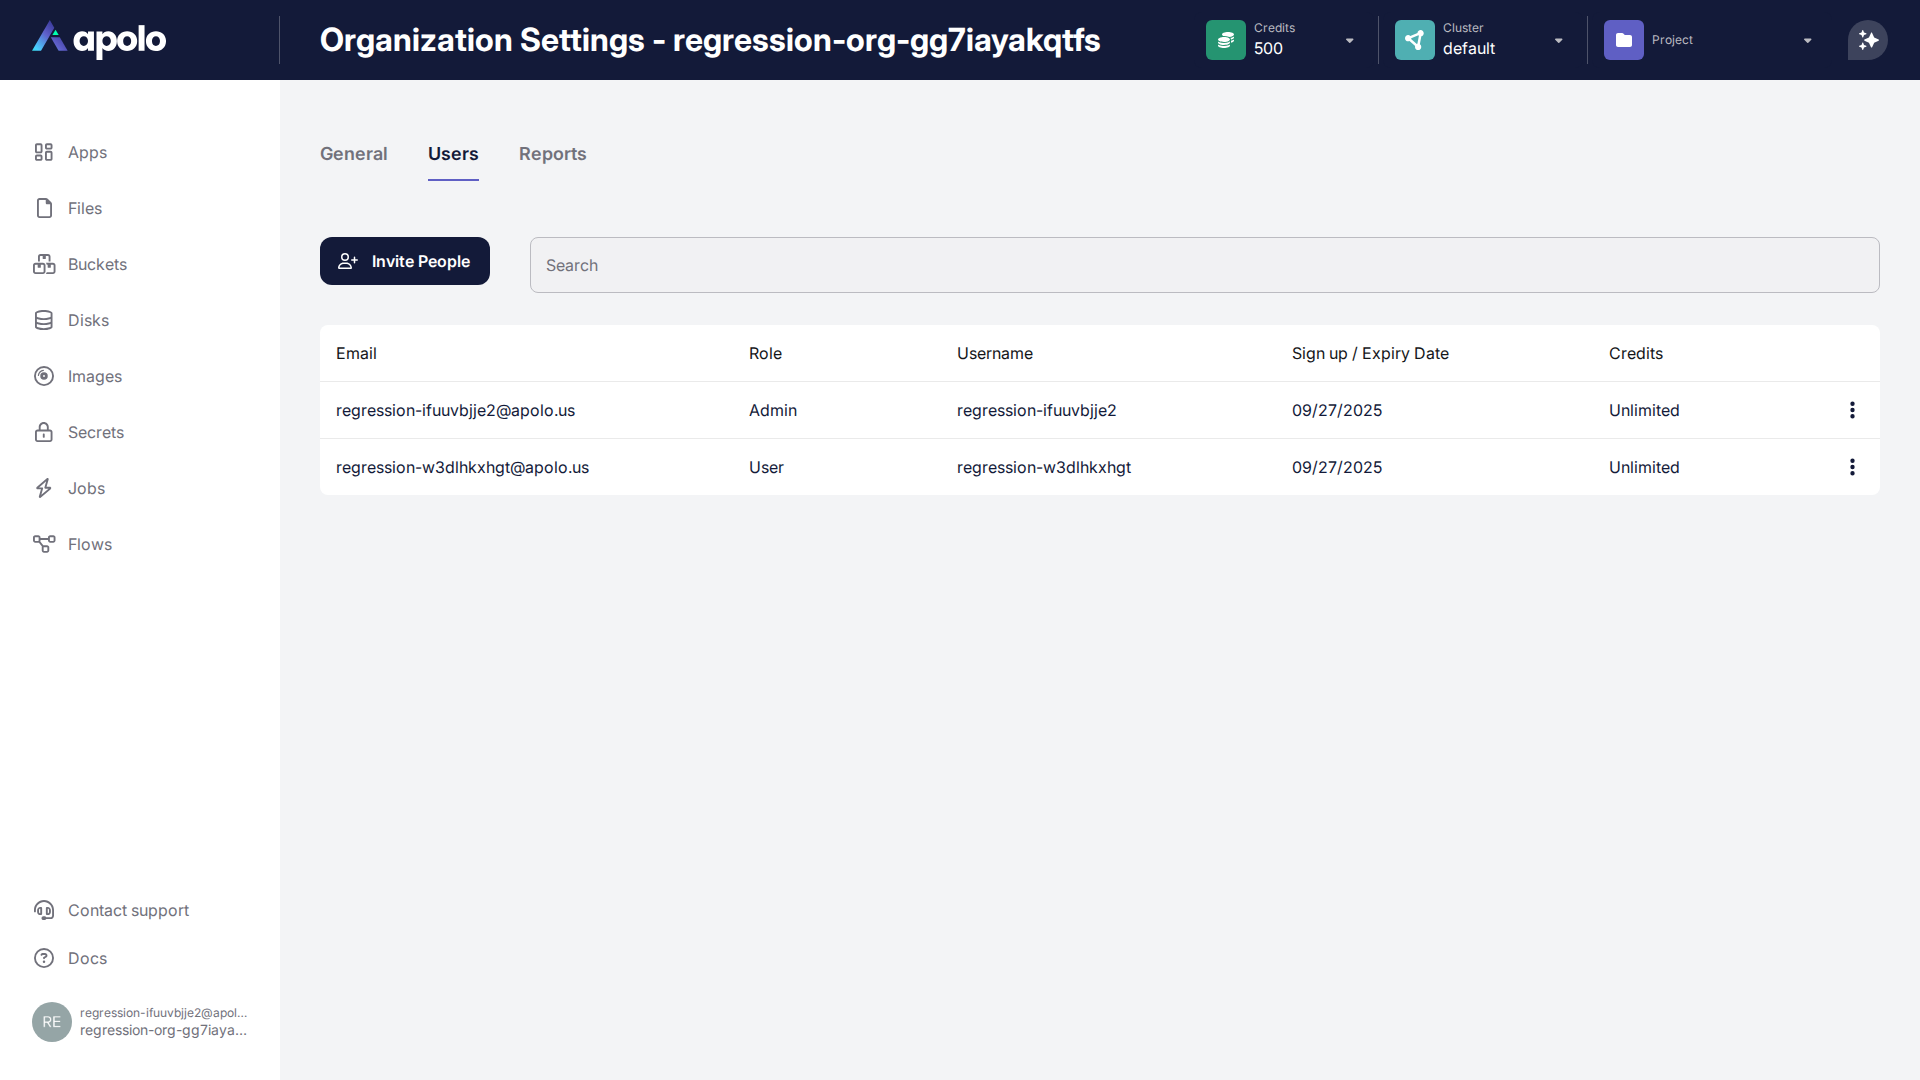 apolo
Organization Settings - regression-org-gg7iayakqtfs
Credits
500
Cluster
default
Project
Apps
Files
Buckets
Disks
Images
Secrets
Jobs
Flows
General Users Reports
Invite People
Search
Email Role Username Sign up / Expiry Date Credits
regression-ifuuvbjje2@apolo.us Admin regression-ifuuvbjje2 09/27/2025 Unlimited
regression-w3dlhkxhgt@apolo.us User regression-w3dlhkxhgt 09/27/2025 Unlimited
Contact support
Docs
RE
regression-ifuuvbjje2@apol...
regression-org-gg7iaya...